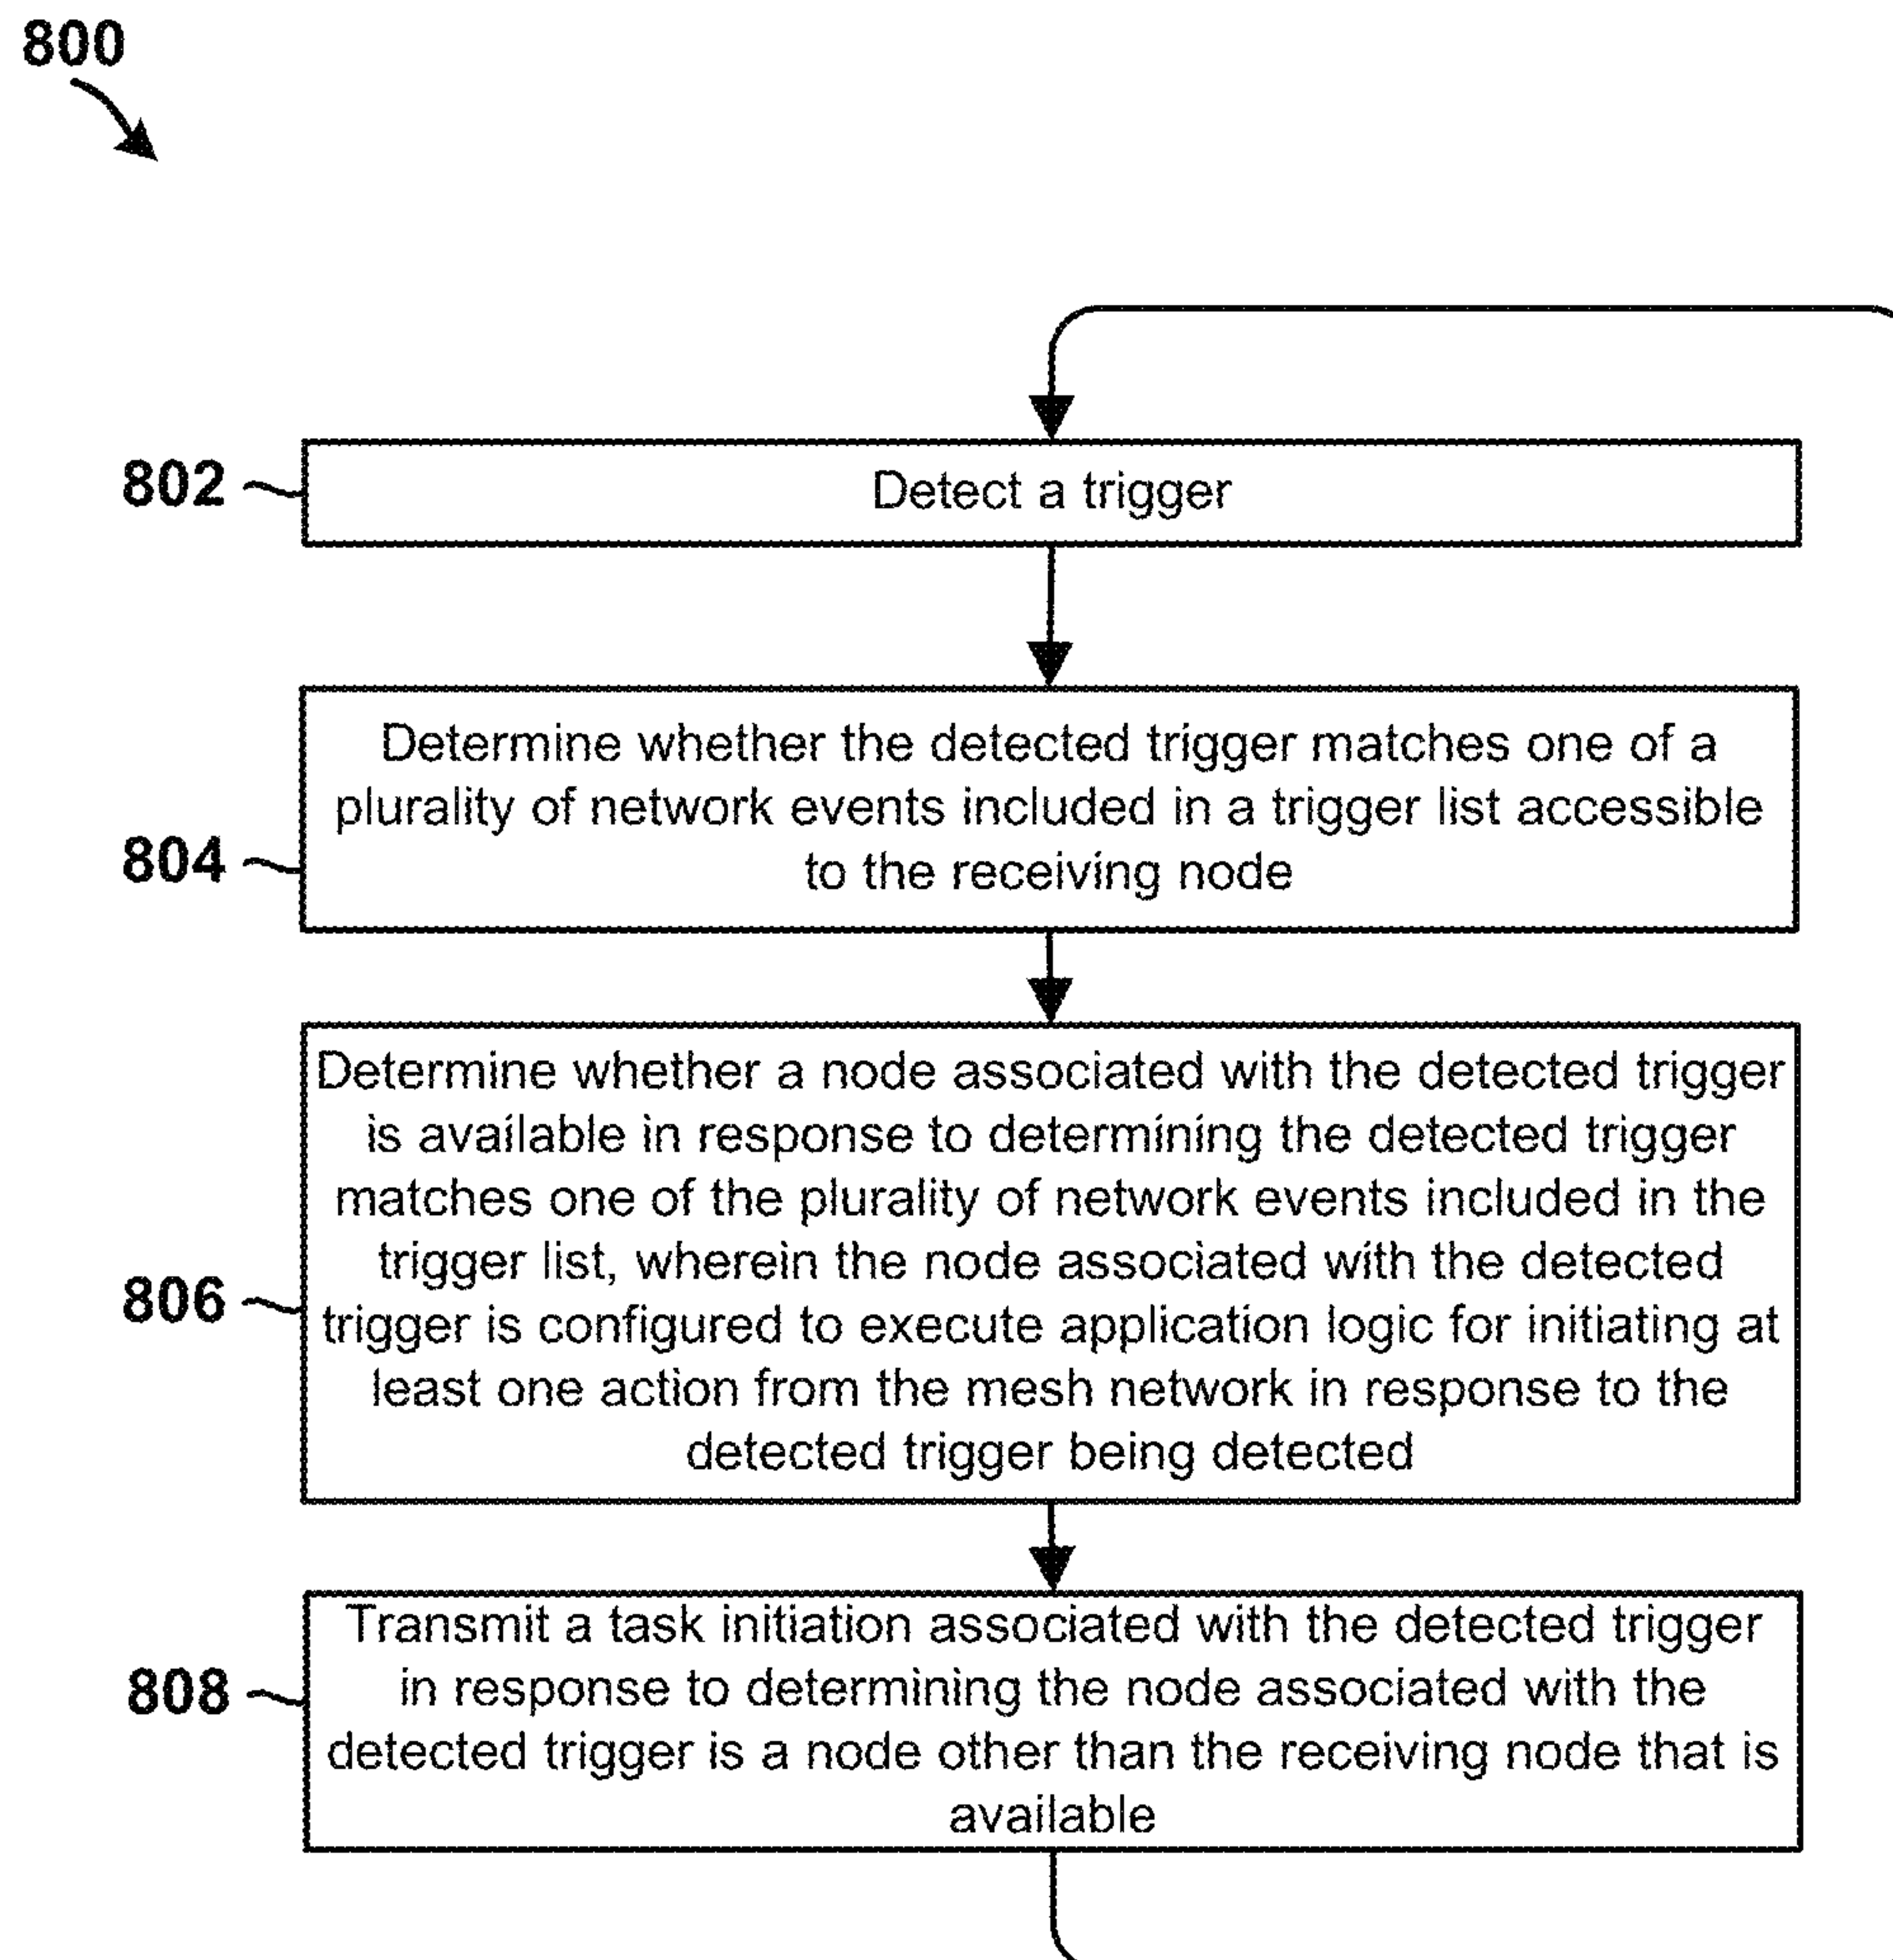 800
802
Detect a trigger
Determine whether the detected trigger matches one of a
plurality of network events included in a trigger list accessible
804
to the receiving node
Determine whether a node associated with the detected trigger
is available in response to determining the detected trigger
matches one of the plurality of network events included in the
trigger list, wherein the node associated with the detected
806
trigger is configured to execute application logic for initiating at
least one action from the mesh network in response to the
detected trigger being detected
Transmit a task initiation associated with the detected trigger
808
in response to determining the node associated with the
detected trigger is a node other than the receiving node that is
available